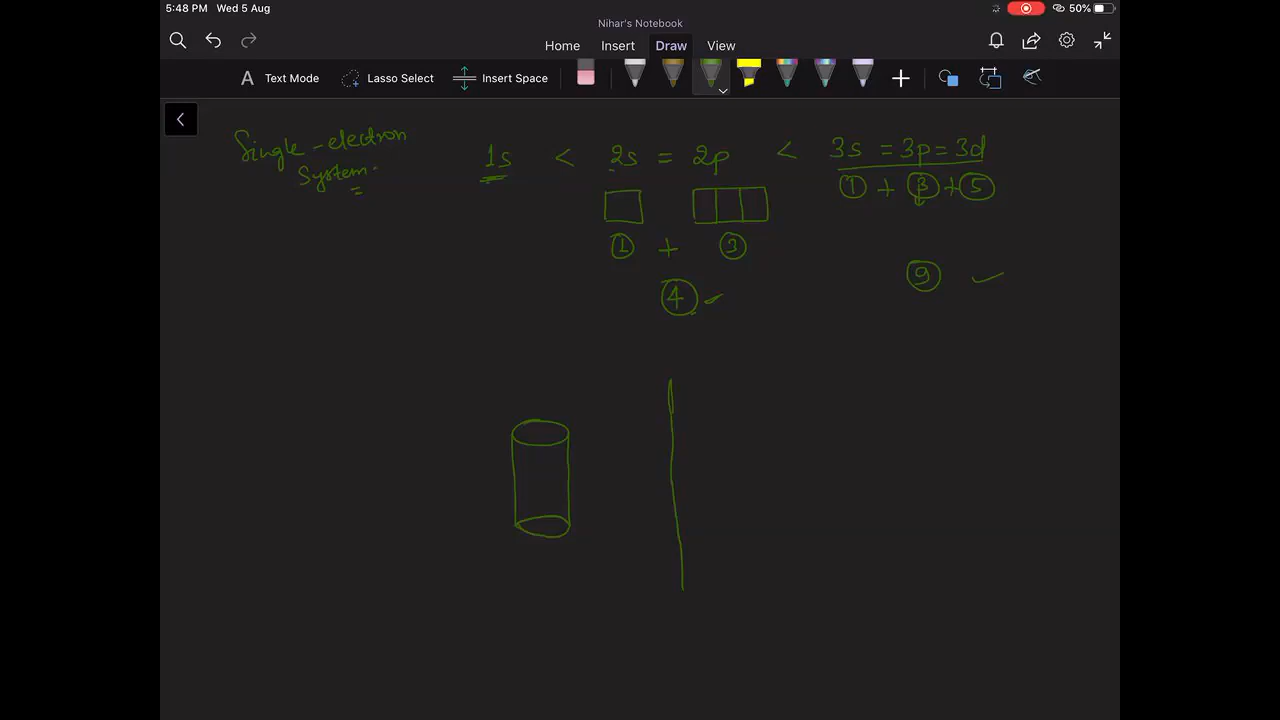 5:48 PM Wed 5 Aug
50%
Nihar's Notebook
Home Insert Draw View
Text Mode
Lasso Select
Insert Space
Single-electron
System.
1s < 2s = 2p < 3s = 3p = 3d
1 + 3 + 5
1 + 3
9
4